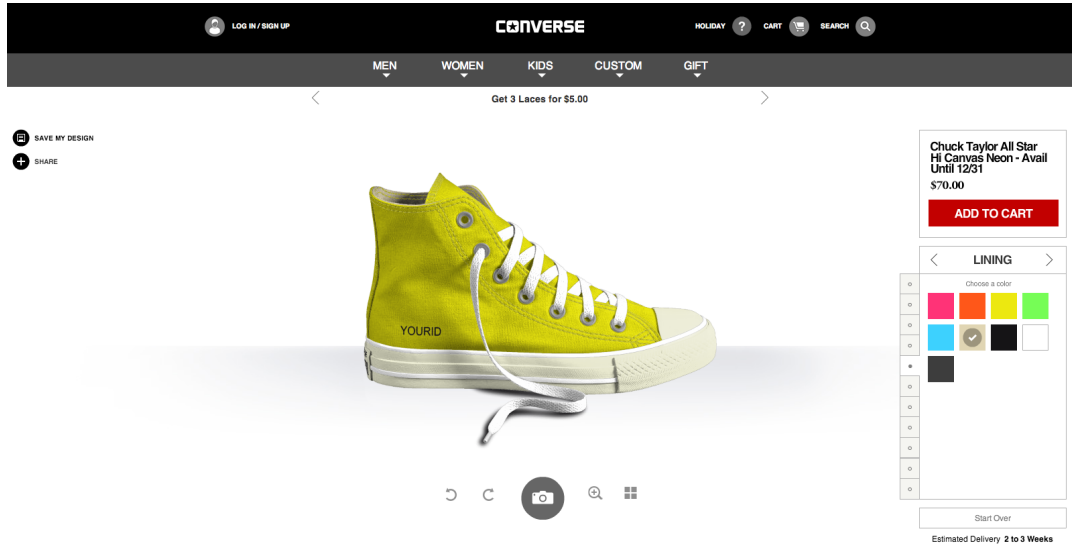 LOG IN / SIGN UP
CONVERSE
HOLIDAY ? CART SEARCH
MEN WOMEN KIDS CUSTOM GIFT
Get 3 Laces for $5.00
SAVE MY DESIGN
SHARE
Chuck Taylor All Star
Hi Canvas Neon - Avail
Until 12/31
$70.00
ADD TO CART
LINING
Choose a color
YOURID
Start Over
Estimated Delivery 2 to 3 Weeks